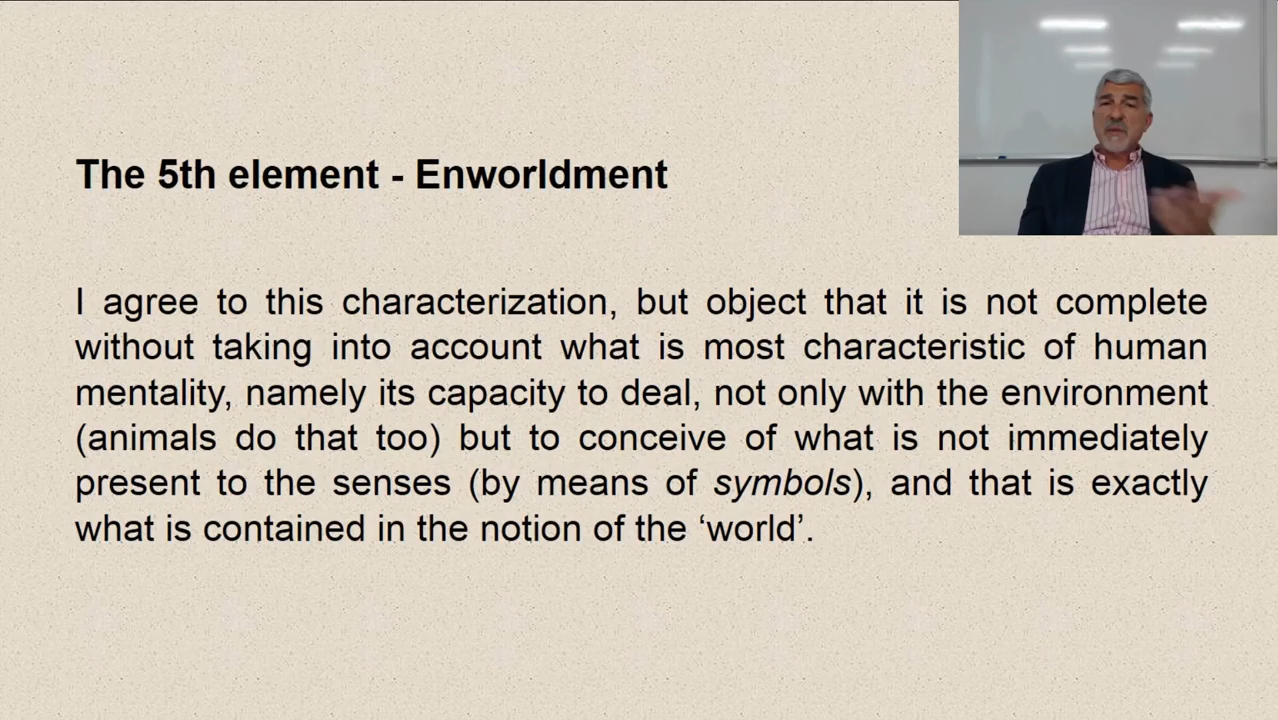 The 5th element - Enworldment
I agree to this characterization, but object that it is not complete
without taking into account what is most characteristic of human
mentality, namely its capacity to deal, not only with the environment
(animals do that too) but to conceive of what is not immediately
present to the senses (by means of symbols), and that is exactly
what is contained in the notion of the ‘world’.